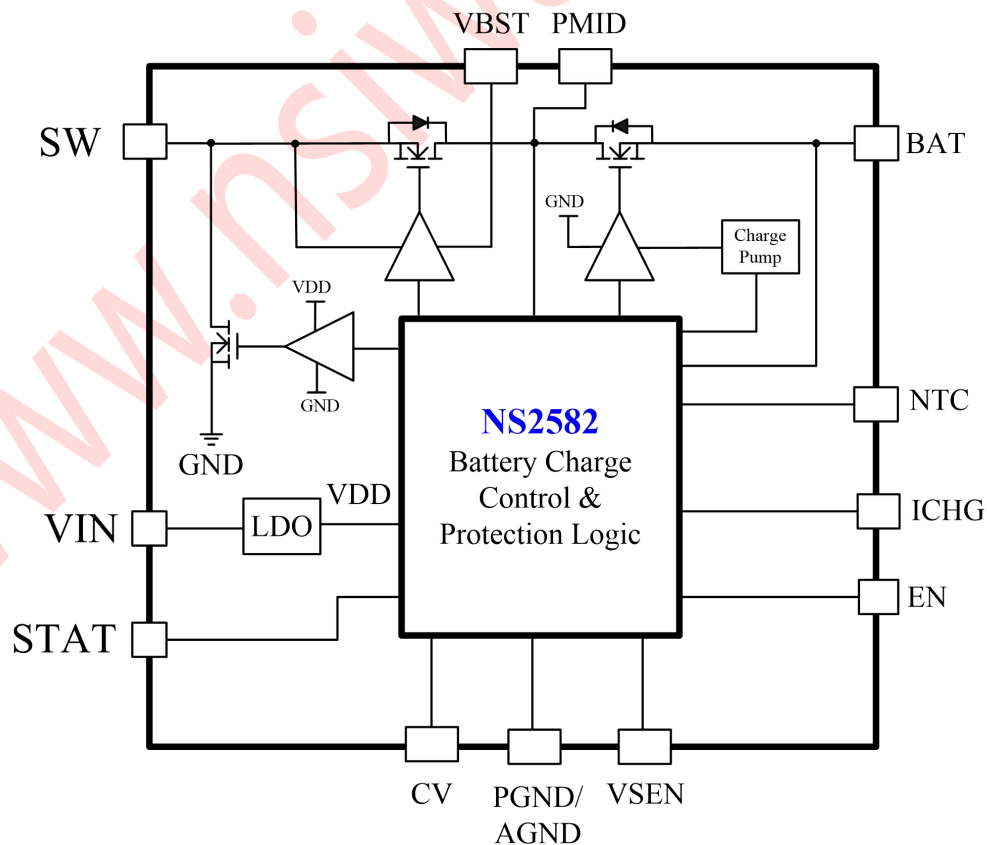 VBST PMID
SW
BAT
GND
Charge
Pump
VDD
GND
GND
NTC
NS2582
Battery Charge
Control &
Protection Logic
VDD
VIN
LDO
ICHG
EN
STAT
CV
PGND/
AGND
VSEN